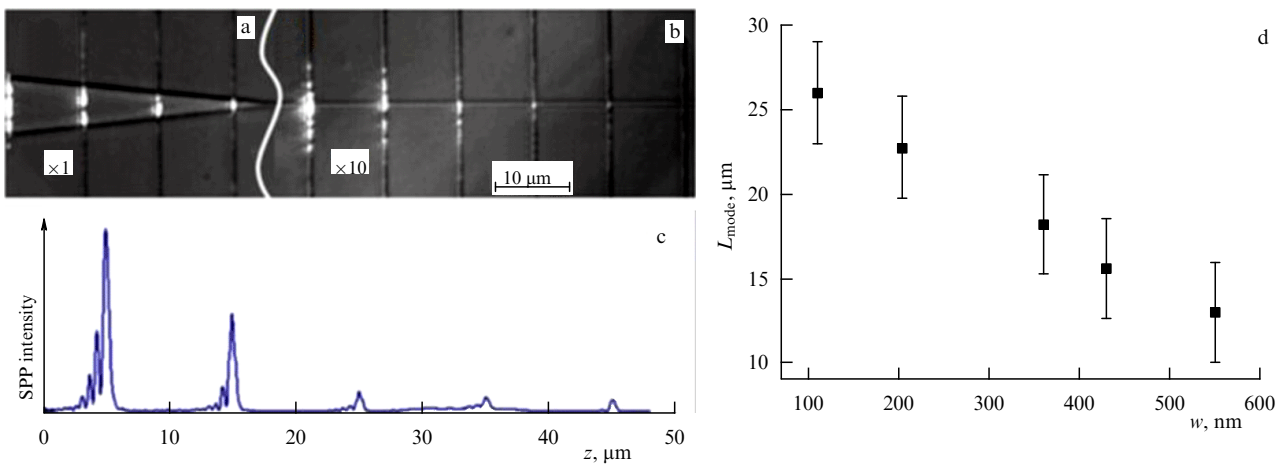 a
b
×1
×10
10 μm
c
SPP intensity
0 10 20 30 40 50
z, μm
d
30
25
20
15
10
L_mode, μm
100 200 300 400 500 600
w, nm